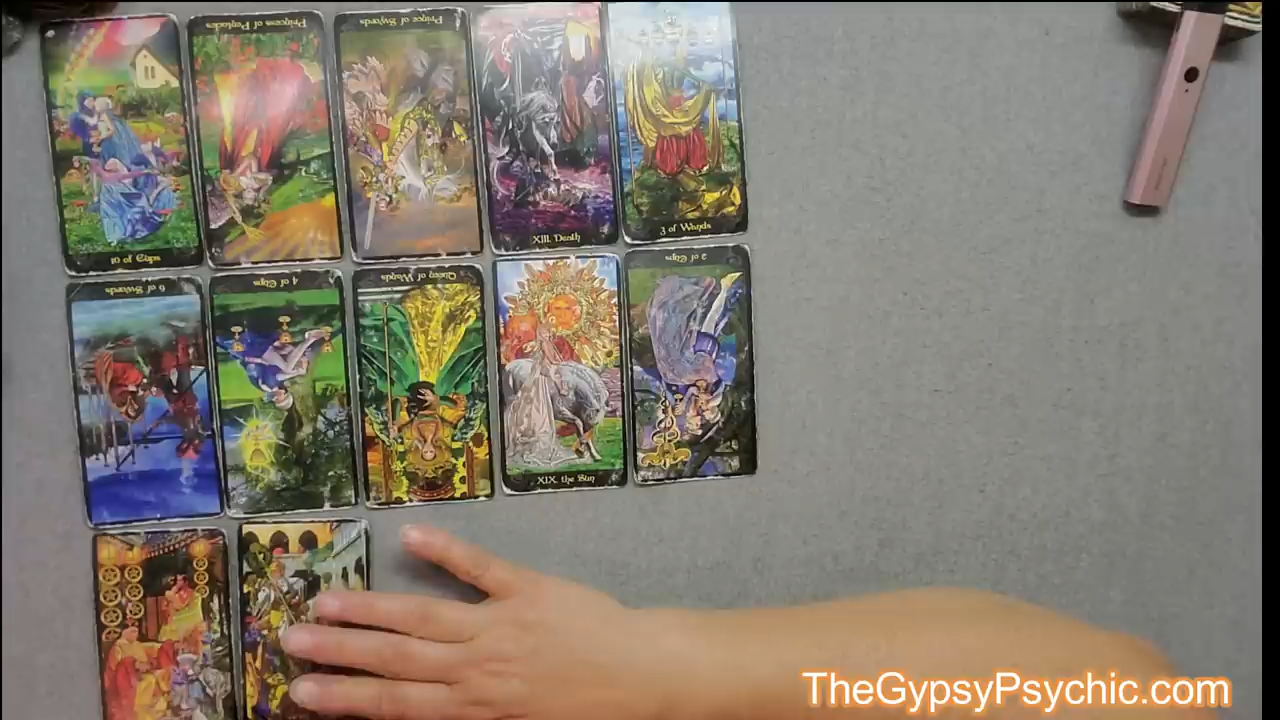 Princess of Pentacles
Prince of Swords
10 of Cups
XIII. Death
3 of Wands
6 of Swords
4 of Cups
Queen of Wands
2 of Cups
XIX. the Sun
TheGypsyPsychic.com